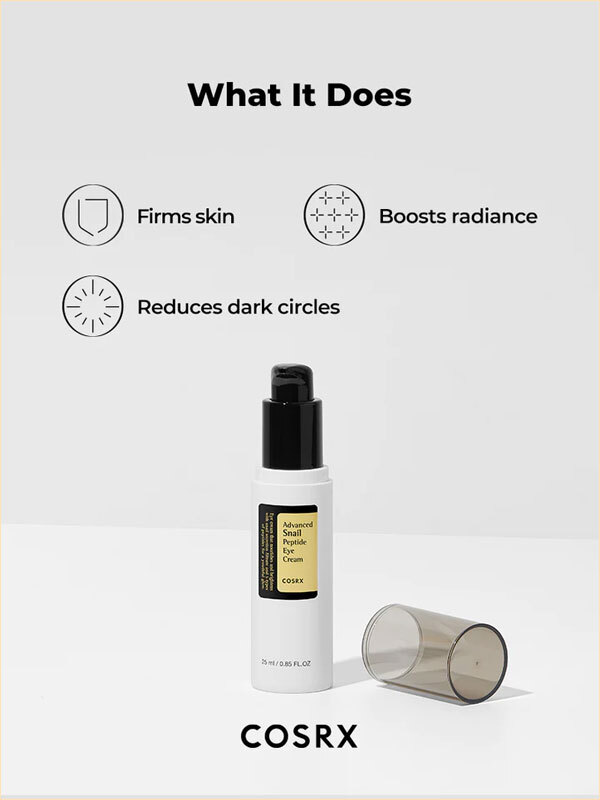 What It Does
Firms skin
Boosts radiance
Reduces dark circles
Advanced
Snail
Peptide
Eye
Cream
COSRX
25 ml / 0.85 FL.OZ
COSRX